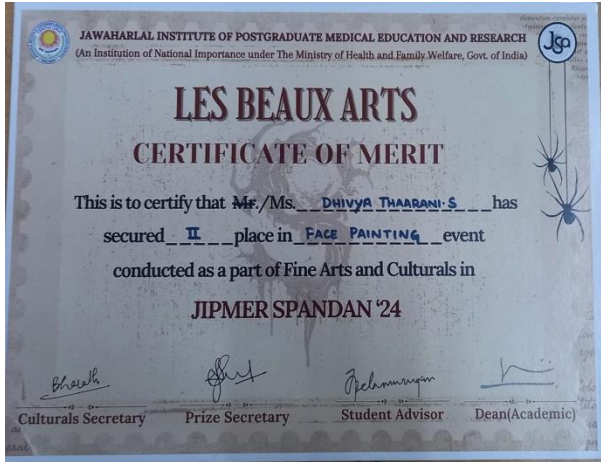 JAWAHARLAL INSTITUTE OF POSTGRADUATE MEDICAL EDUCATION AND RESEARCH
(An Institution of National Importance under The Ministry of Health and Family Welfare, Govt. of India)
JSP
LES BEAUX ARTS
CERTIFICATE OF MERIT
This is to certify that Mr./Ms. DHIVYA THAARANI.S has
secured II place in FACE PAINTING event
conducted as a part of Fine Arts and Culturals in
JIPMER SPANDAN '24
Bharath
Culturals Secretary Prize Secretary Student Advisor Dean(Academic)